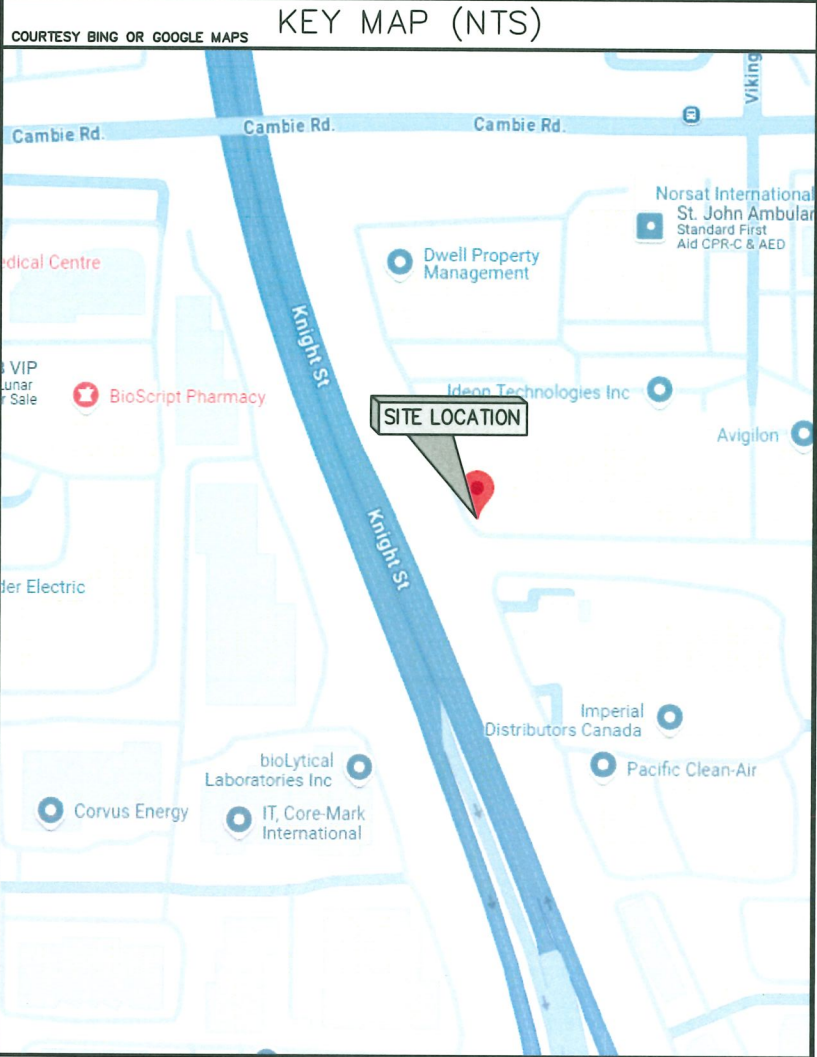 KEY MAP (NTS)
COURTESY BING OR GOOGLE MAPS
Viking
Cambie Rd.
Cambie Rd.
Cambie Rd.
Norsat International
St. John Ambular
Standard First
Aid CPR-C & AED
edical Centre
Dwell Property
Management
Knight St
VIP
Lunar
r Sale
BioScript Pharmacy
Ideon Technologies Inc
SITE LOCATION
Avigilon
Knight St
der Electric
Imperial
Distributors Canada
bioLytical
Laboratories Inc
Pacific Clean-Air
Corvus Energy
IT, Core-Mark
International